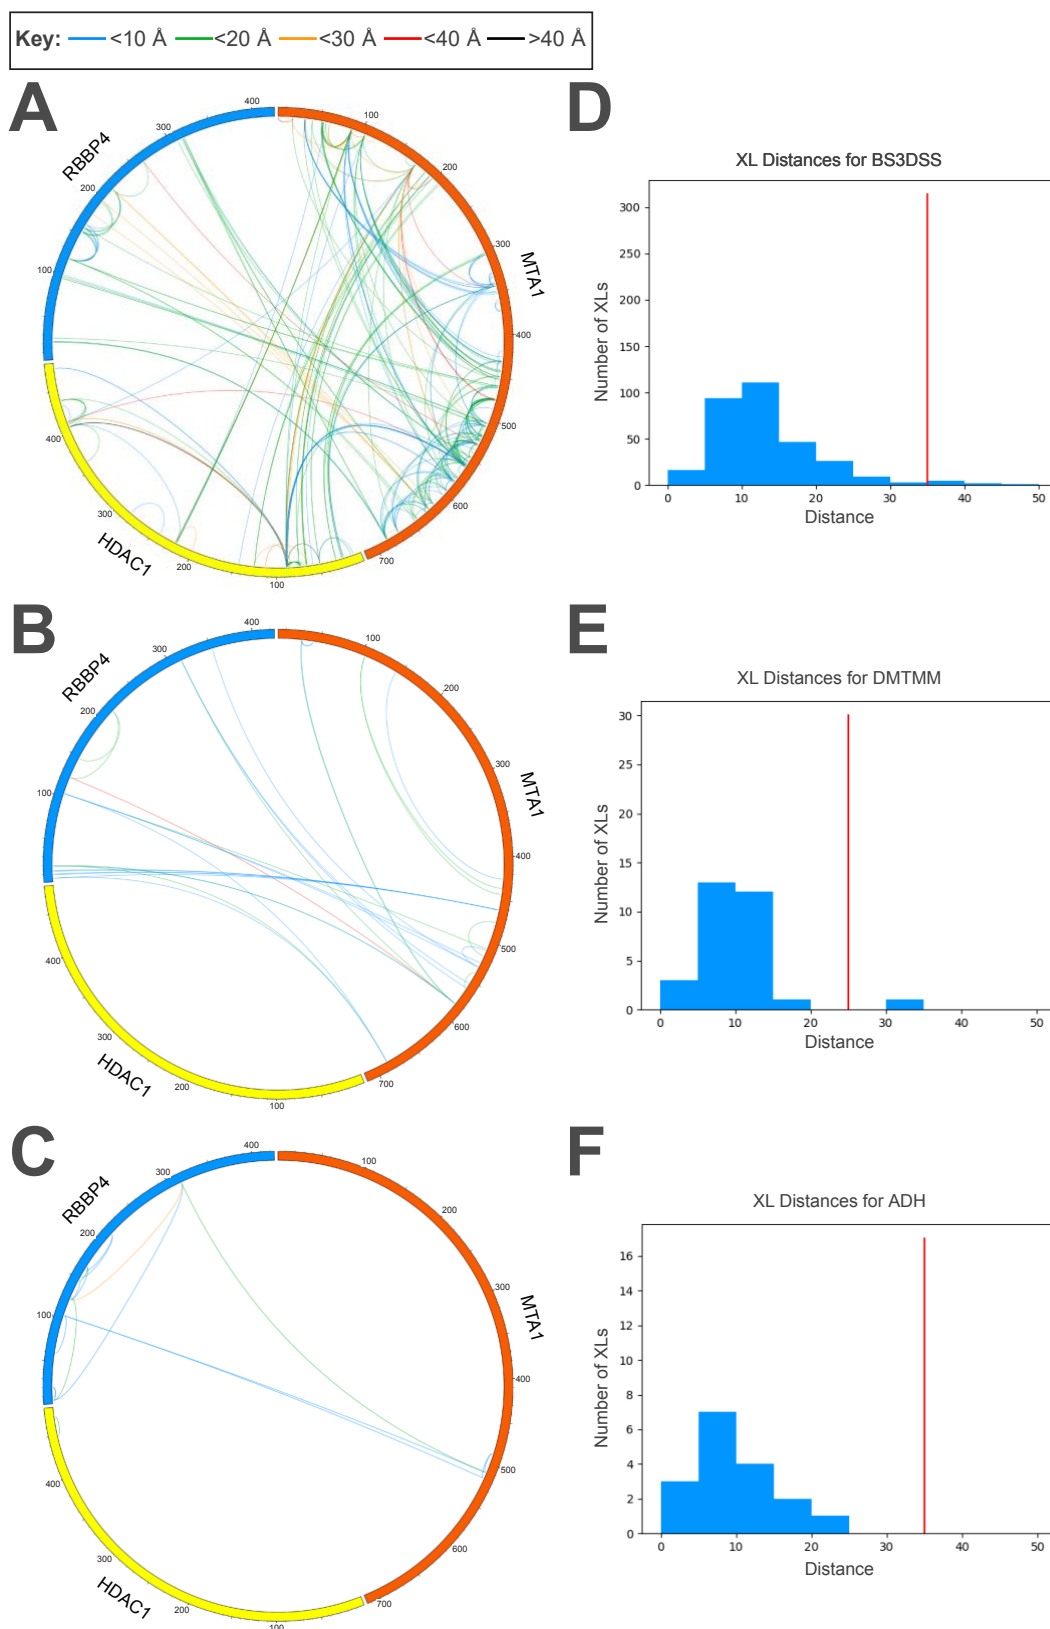 Key: <10 Å <20 Å <30 Å <40 Å >40 Å
A
400
100
200
300
400
500
600
700
100
200
300
400
100
200
300
RBBP4
MTA1
HDAC1
D
XL Distances for BS3DSS
Number of XLs
300
250
200
150
100
50
0
0 10 20 30 40 50
Distance
B
400
100
200
300
400
500
600
700
100
200
300
400
100
200
300
RBBP4
MTA1
HDAC1
E
XL Distances for DMTMM
Number of XLs
30
25
20
15
10
5
0
0 10 20 30 40 50
Distance
C
400
100
200
300
400
500
600
700
100
200
300
400
100
200
300
RBBP4
MTA1
HDAC1
F
XL Distances for ADH
Number of XLs
16
14
12
10
8
6
4
2
0
0 10 20 30 40 50
Distance